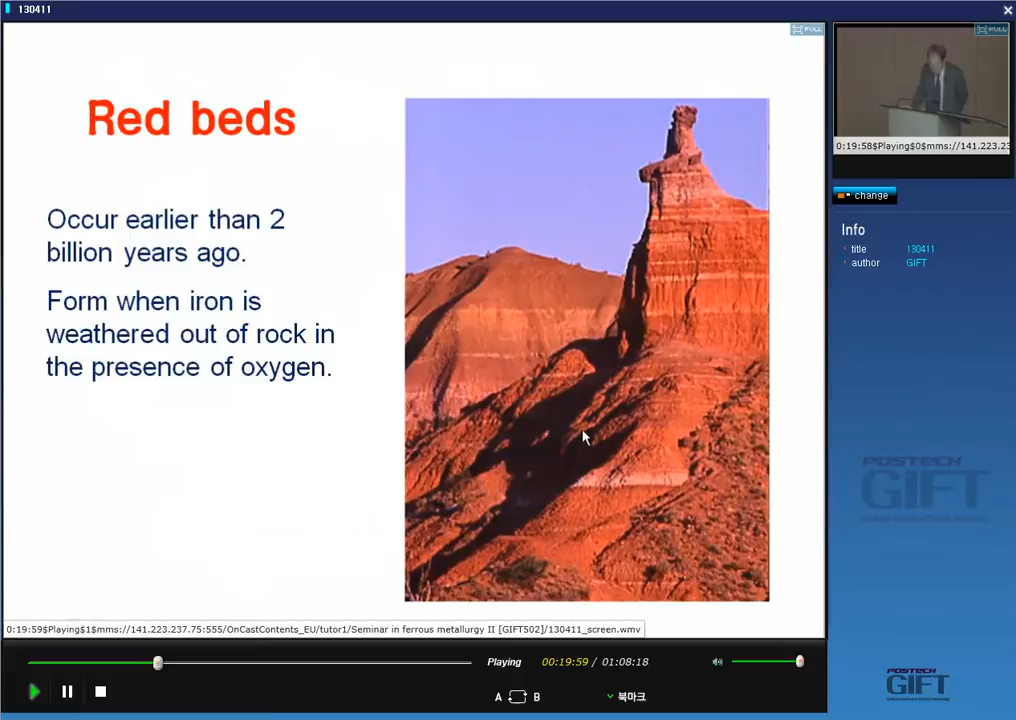 130411
FULL
Red beds
Occur earlier than 2
billion years ago.
Form when iron is
weathered out of rock in
the presence of oxygen.
0:19:59$Playing$1$mms://141.223.237.75:555/OnCastContents_EU/tutor1/Seminar in ferrous metallurgy II [GIFT502]/130411_screen.wmv
Playing
00:19:59 / 01:08:18
A B
북마크
FULL
0:19:58$Playing$0$mms://141.223.23
change
Info
title 130411
author GIFT
POSTECH
GIFT
POSTECH
GIFT